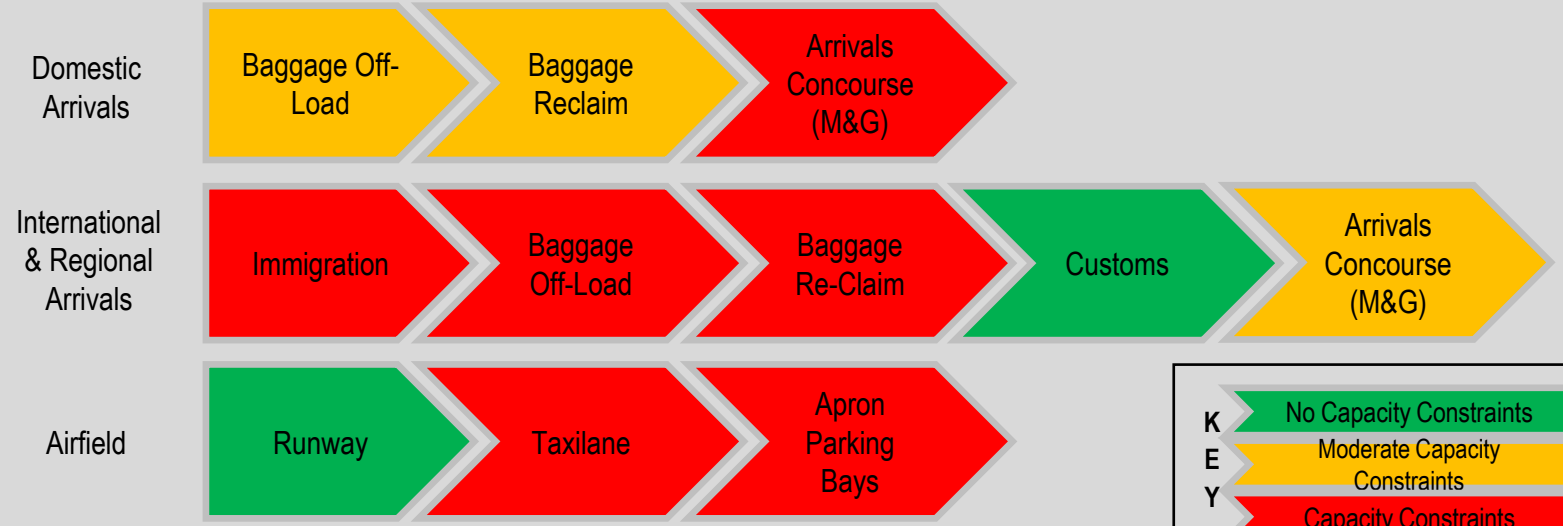 Domestic
Arrivals
Baggage Off-
Load
Baggage
Reclaim
Arrivals
Concourse
(M&G)
International
& Regional
Arrivals
Immigration
Baggage
Off-Load
Baggage
Re-Claim
Customs
Arrivals
Concourse
(M&G)
Airfield
Runway
Taxilane
Apron
Parking
Bays
K
E
Y
No Capacity Constraints
Moderate Capacity
Constraints
Capacity Constraints